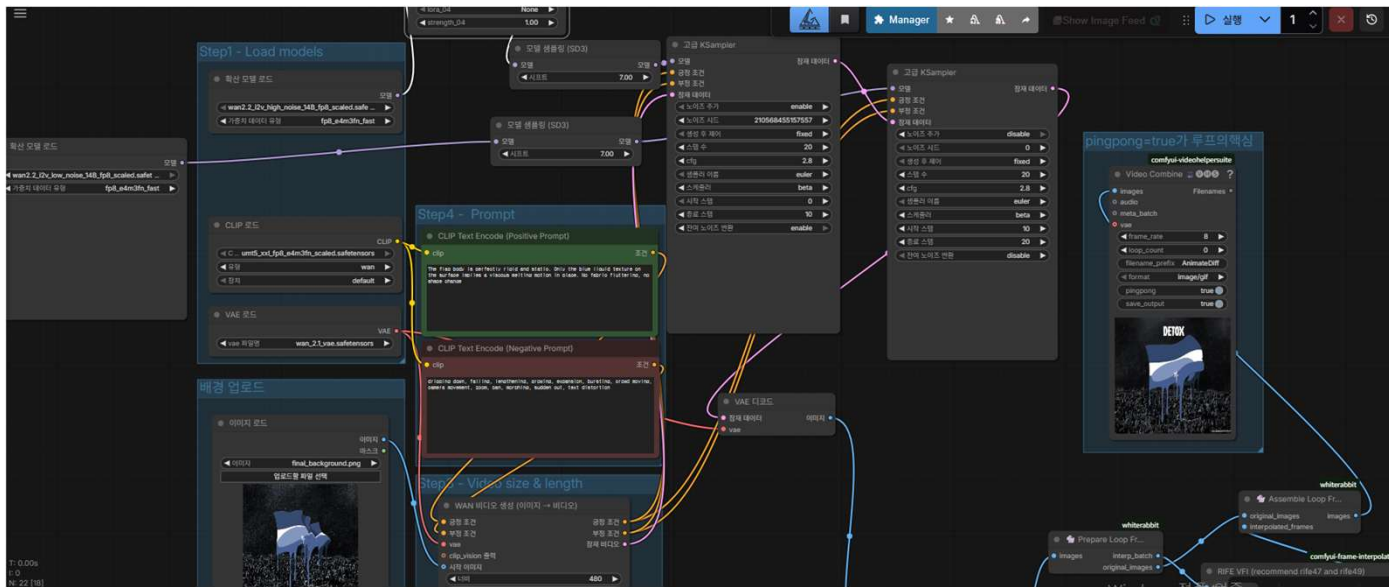 lora_04 None
strength_04 1.00
Manager
Show Image Feed
실행
1
Step1 - Load models
확산 모델 로드
모델
wan2.2_i2v_high_noise_14B_fp8_scaled.safe ...
가중치 데이터 유형 fp8_e4m3fn_fast
확산 모델 로드
모델
wan2.2_i2v_low_noise_14B_fp8_scaled.safet ...
가중치 데이터 유형 fp8_e4m3fn_fast
CLIP 로드
CLIP
C... umt5_xxl_fp8_e4m3fn_scaled.safetensors
유형 wan
장치 default
VAE 로드
VAE
vae 파일명 wan_2.1_vae.safetensors
배경 업로드
이미지 로드
이미지
마스크
이미지 final_background.png
업로드할 파일 선택
모델 샘플링 (SD3)
모델 모델
시프트 7.00
모델 샘플링 (SD3)
모델 모델
시프트 7.00
Step4 - Prompt
CLIP Text Encode (Positive Prompt)
clip 조건
The flag body is perfectly rigid and static. Only the blue liquid texture on
the surface implies a viscous melting motion in place. No fabric fluttering, no
shape change
CLIP Text Encode (Negative Prompt)
clip 조건
dripping down, falling, lengthening, growing, expansion, bursting, crowd moving,
camera movement, zoom, pan, morphing, sudden cut, text distortion
Step3 - Video size & length
WAN 비디오 생성 (이미지 → 비디오)
긍정 조건 긍정 조건
부정 조건 부정 조건
vae 잠재 비디오
clip_vision 출력
시작 이미지
너비 480
고급 KSampler
모델 잠재 데이터
긍정 조건
부정 조건
잠재 데이터
노이즈 추가 enable
노이즈 시드 210568455157557
생성 후 제어 fixed
스텝 수 20
cfg 2.8
샘플러 이름 euler
스케줄러 beta
시작 스텝 0
종료 스텝 10
잔여 노이즈 변환 enable
고급 KSampler
모델 잠재 데이터
긍정 조건
부정 조건
잠재 데이터
노이즈 추가 disable
노이즈 시드 0
생성 후 제어 fixed
스텝 수 20
cfg 2.8
샘플러 이름 euler
스케줄러 beta
시작 스텝 10
종료 스텝 20
잔여 노이즈 변환 disable
VAE 디코드
잠재 데이터 이미지
vae
pingpong=true가 루프의핵심
comfyui-videohelpersuite
Video Combine VHS ?
images Filenames
audio
meta_batch
vae
frame_rate 8
loop_count 0
filename_prefix AnimateDiff
format image/gif
pingpong true
save_output true
DETOX
whiterabbit
Assemble Loop Fr...
original_images images
interpolated_frames
whiterabbit
Prepare Loop Fr...
images interp_batch
original_images
comfyui-frame-interpolat
RIFE VFI (recommend rife47 and rife49)
T: 0.00s
I: 0
N: 22 [18]